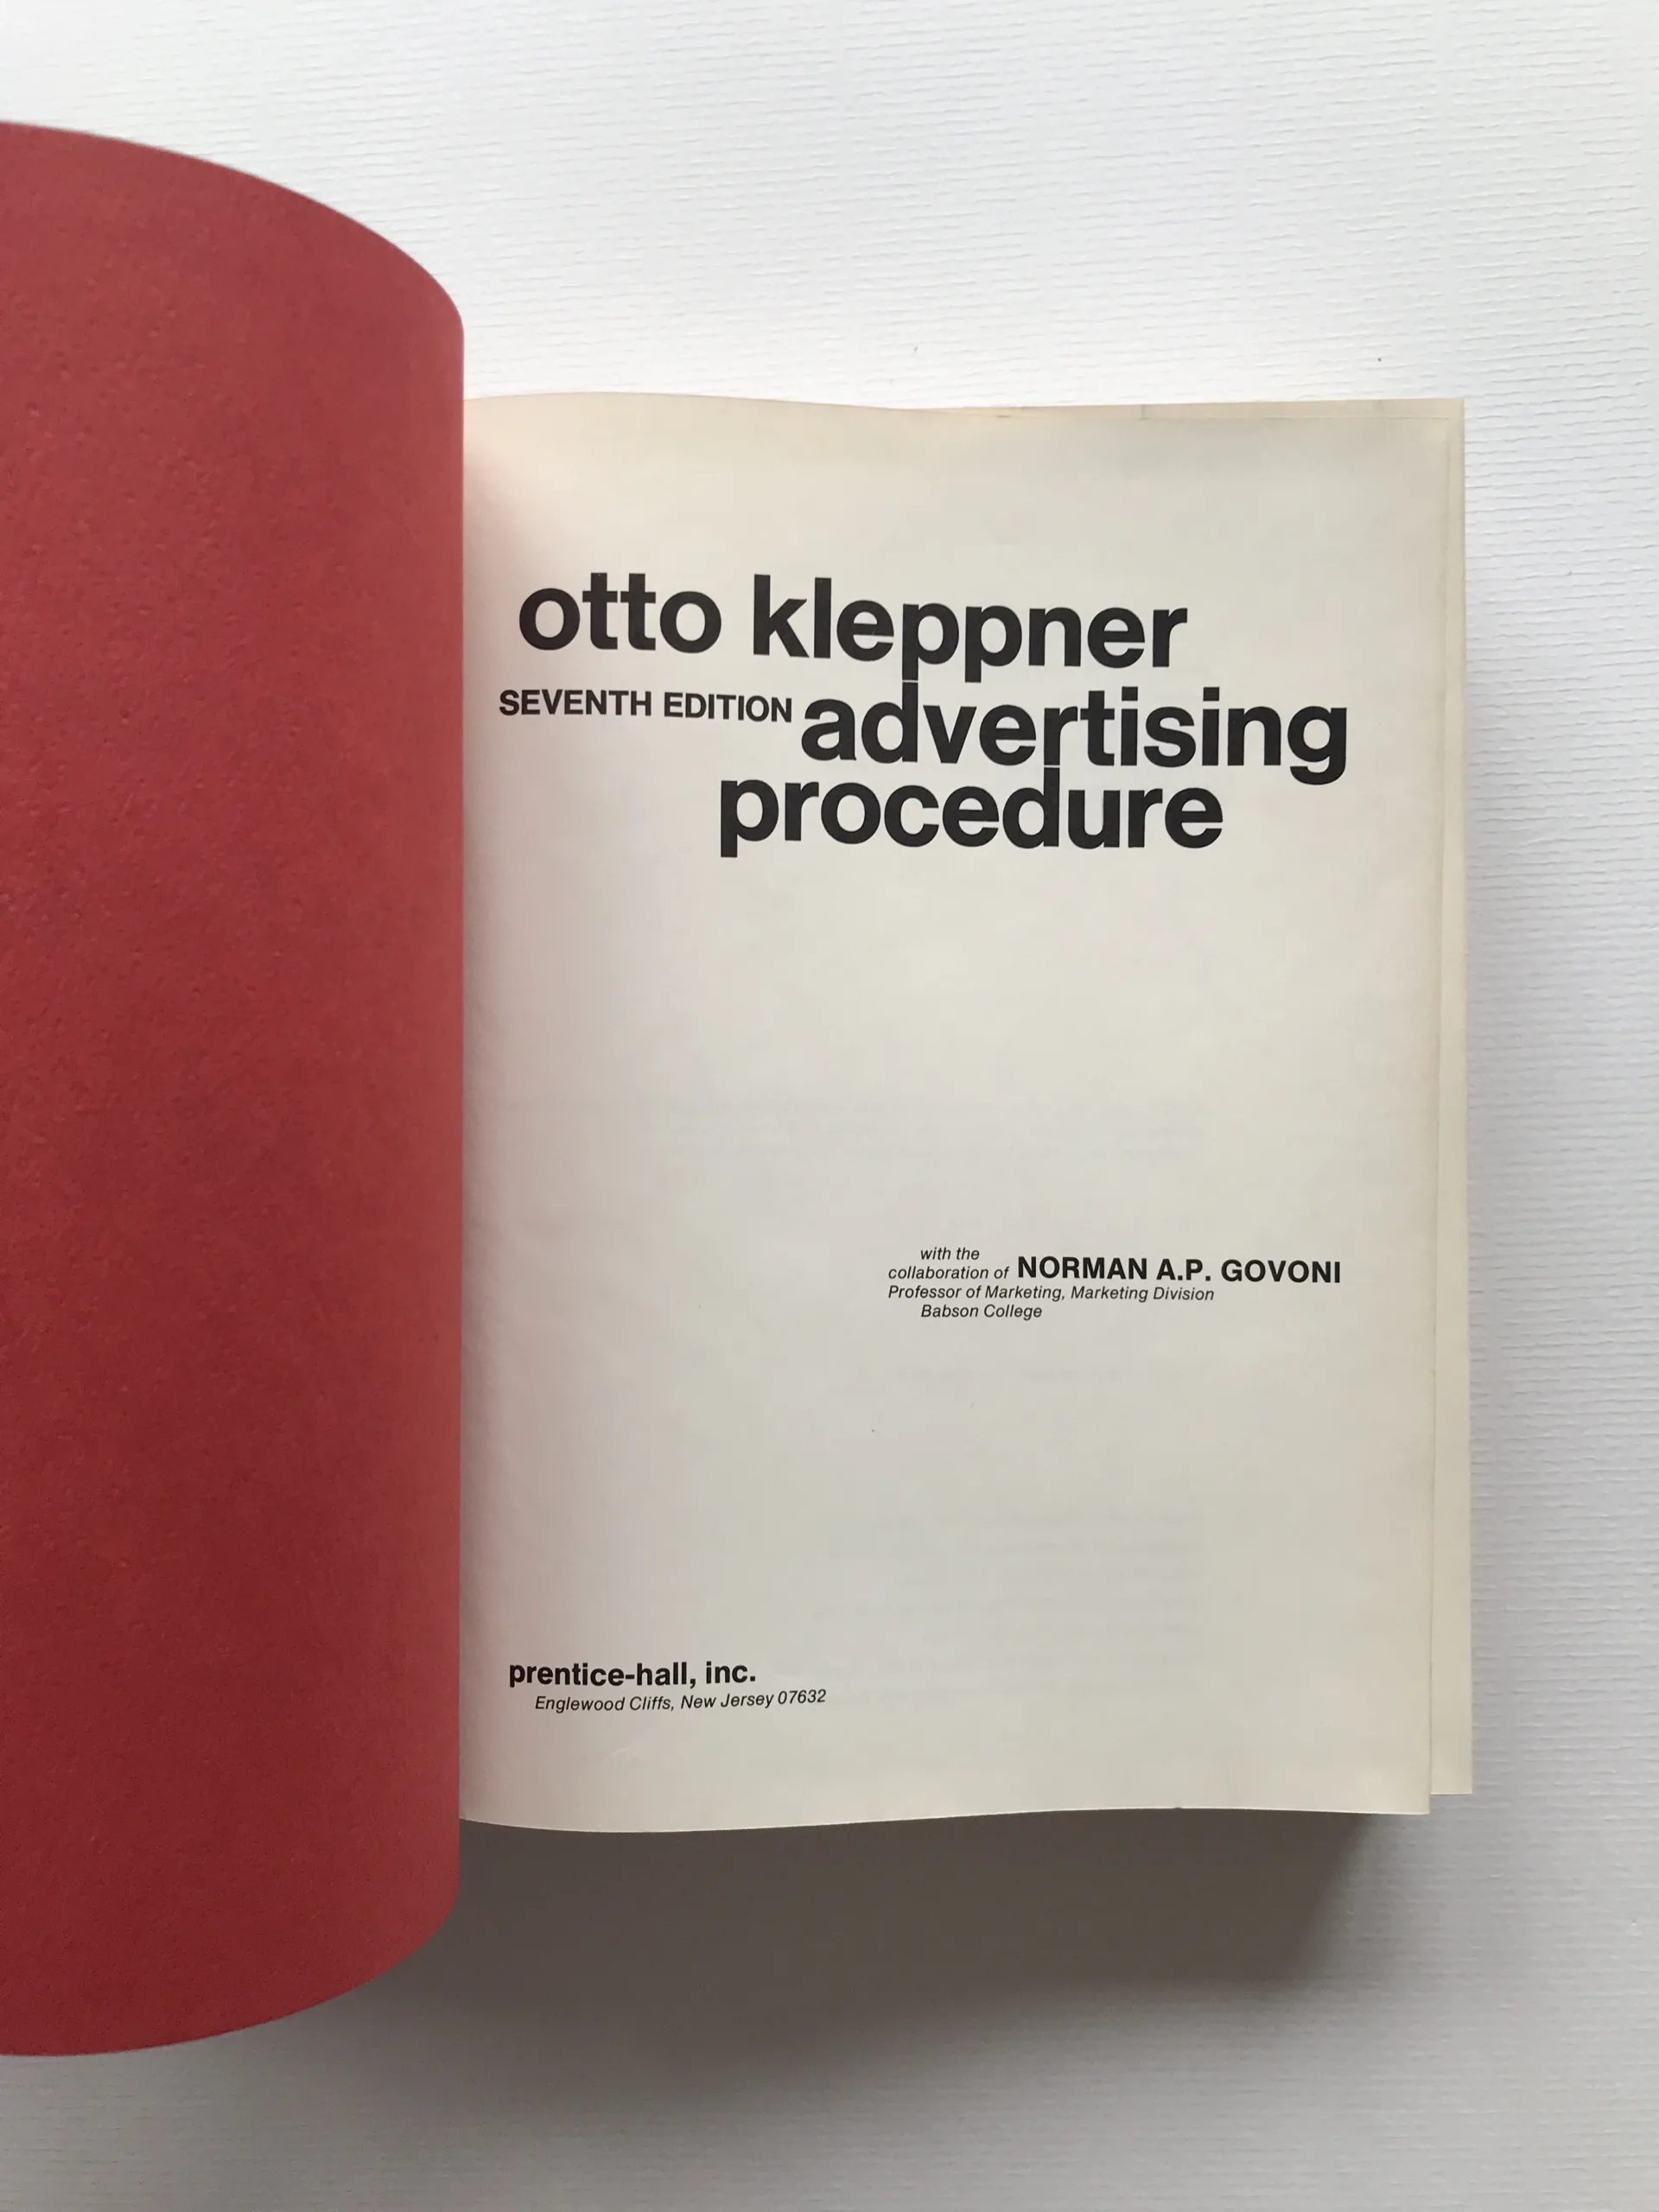 otto kleppner
SEVENTH EDITION advertising
procedure
with the
collaboration of NORMAN A.P. GOVONI
Professor of Marketing, Marketing Division
Babson College
prentice-hall, inc.
Englewood Cliffs, New Jersey 07632